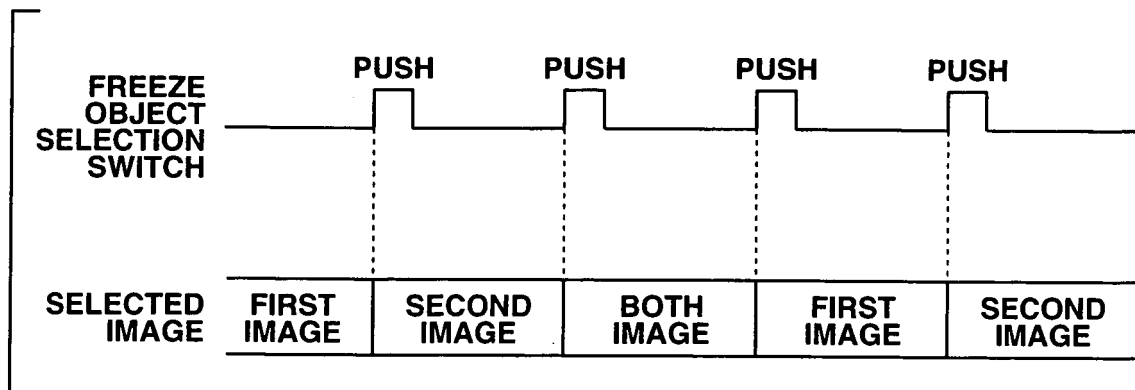 PUSH PUSH PUSH PUSH
FREEZE
OBJECT
SELECTION
SWITCH
SELECTED
IMAGE
FIRST
IMAGE
SECOND
IMAGE
BOTH
IMAGE
FIRST
IMAGE
SECOND
IMAGE